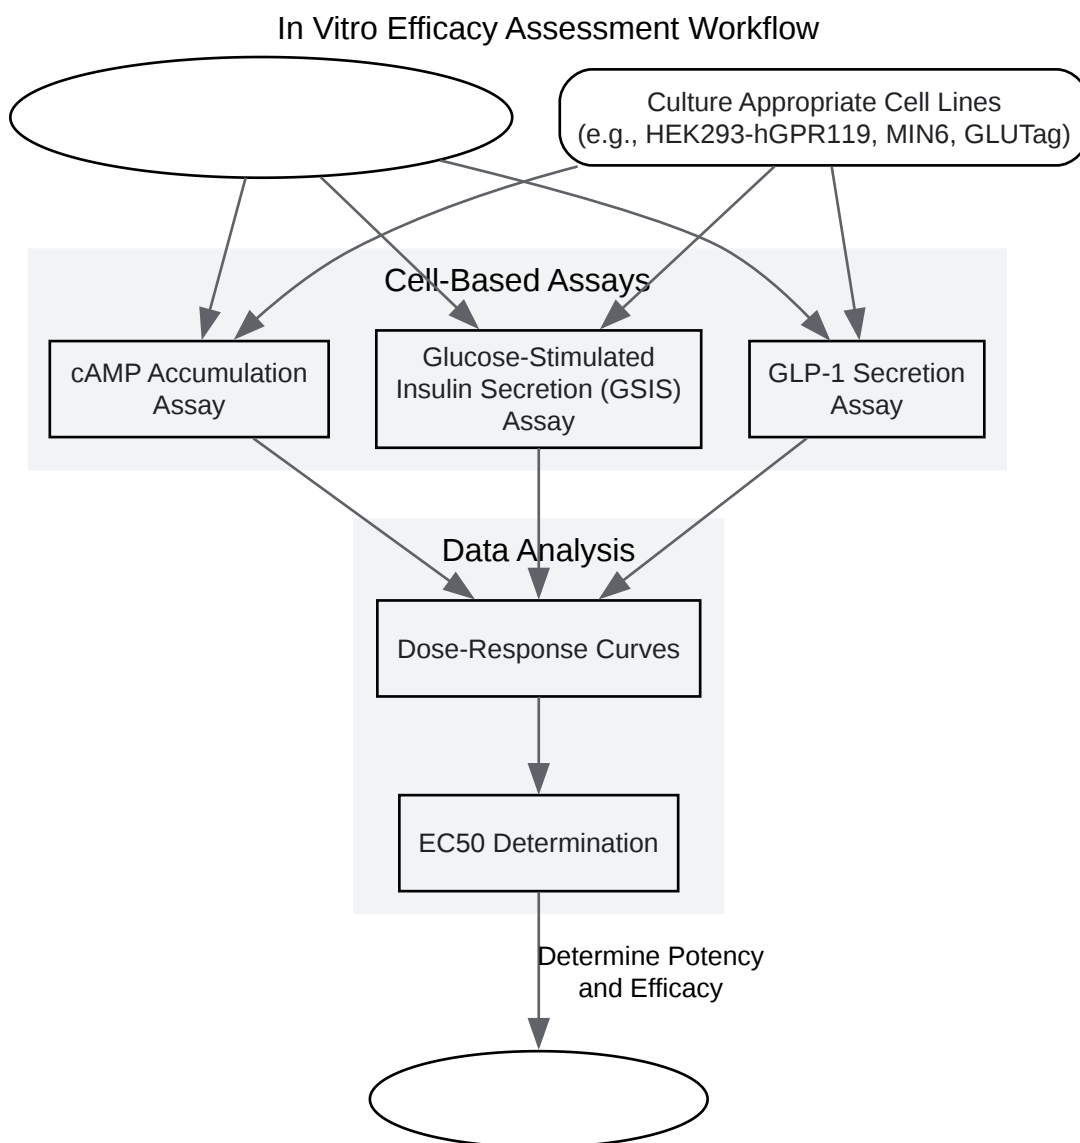 In Vitro Efficacy Assessment Workflow
Culture Appropriate Cell Lines
(e.g., HEK293-hGPR119, MIN6, GLUTag)
Cell-Based Assays
cAMP Accumulation
Assay
Glucose-Stimulated
Insulin Secretion (GSIS)
Assay
GLP-1 Secretion
Assay
Data Analysis
Dose-Response Curves
EC50 Determination
Determine Potency
and Efficacy